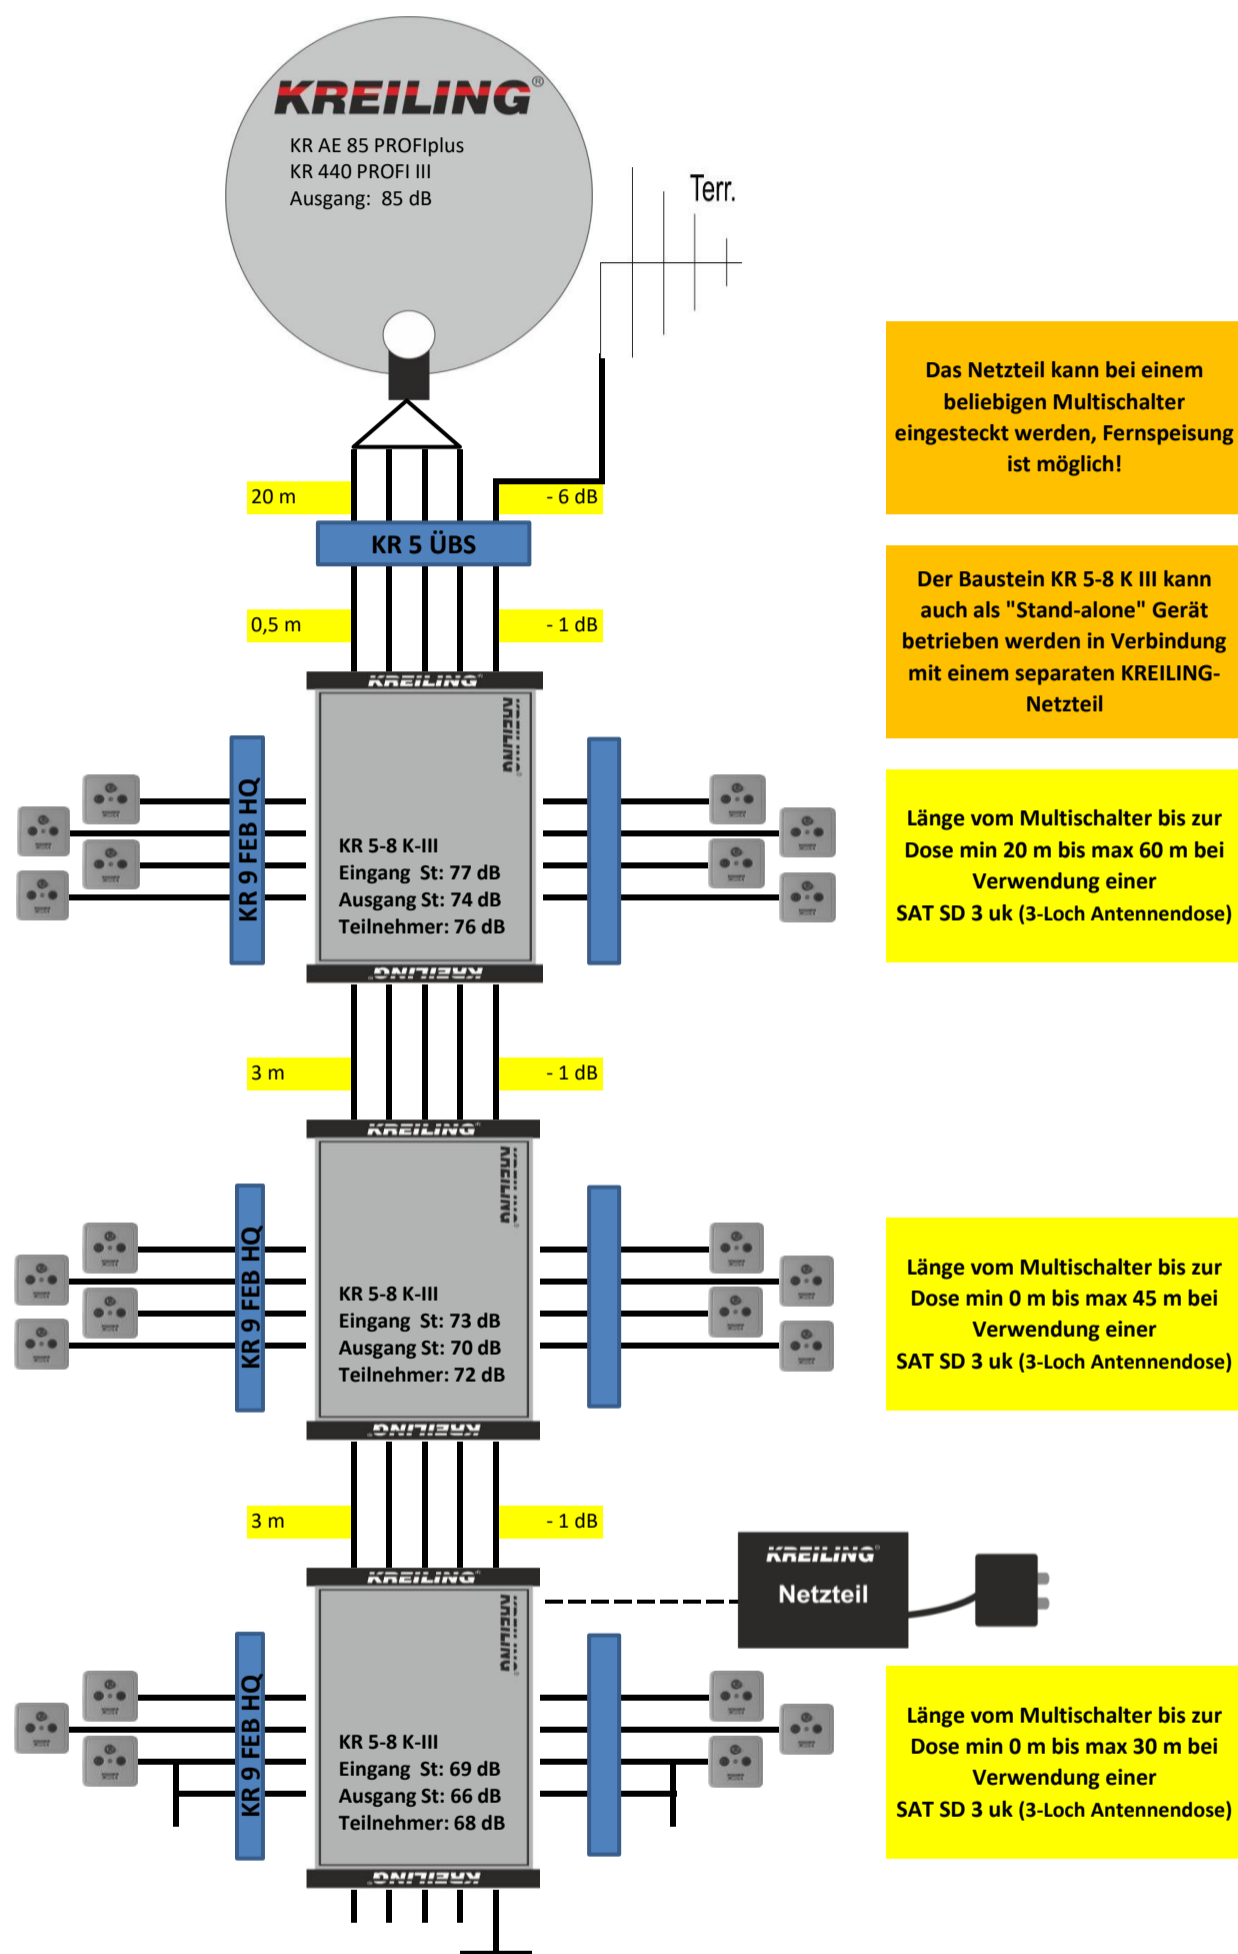 KREILING®
KR AE 85 PROFIplus
KR 440 PROFI III
Ausgang: 85 dB
Terr.
Das Netzteil kann bei einem
beliebigen Multischalter
eingesteckt werden, Fernspeisung
ist möglich!
20 m
- 6 dB
KR 5 ÜBS
Der Baustein KR 5-8 K III kann
auch als "Stand-alone" Gerät
betrieben werden in Verbindung
mit einem separaten KREILING-
Netzteil
0,5 m
- 1 dB
KREILING®
KREILING®
KR 9 FEB HQ
KR 5-8 K-III
Eingang St: 77 dB
Ausgang St: 74 dB
Teilnehmer: 76 dB
KREILING®
Länge vom Multischalter bis zur
Dose min 20 m bis max 60 m bei
Verwendung einer
SAT SD 3 uk (3-Loch Antennendose)
3 m
- 1 dB
KREILING®
KREILING®
KR 9 FEB HQ
KR 5-8 K-III
Eingang St: 73 dB
Ausgang St: 70 dB
Teilnehmer: 72 dB
KREILING®
Länge vom Multischalter bis zur
Dose min 0 m bis max 45 m bei
Verwendung einer
SAT SD 3 uk (3-Loch Antennendose)
3 m
- 1 dB
KREILING®
Netzteil
KREILING®
KREILING®
KR 9 FEB HQ
KR 5-8 K-III
Eingang St: 69 dB
Ausgang St: 66 dB
Teilnehmer: 68 dB
KREILING®
Länge vom Multischalter bis zur
Dose min 0 m bis max 30 m bei
Verwendung einer
SAT SD 3 uk (3-Loch Antennendose)